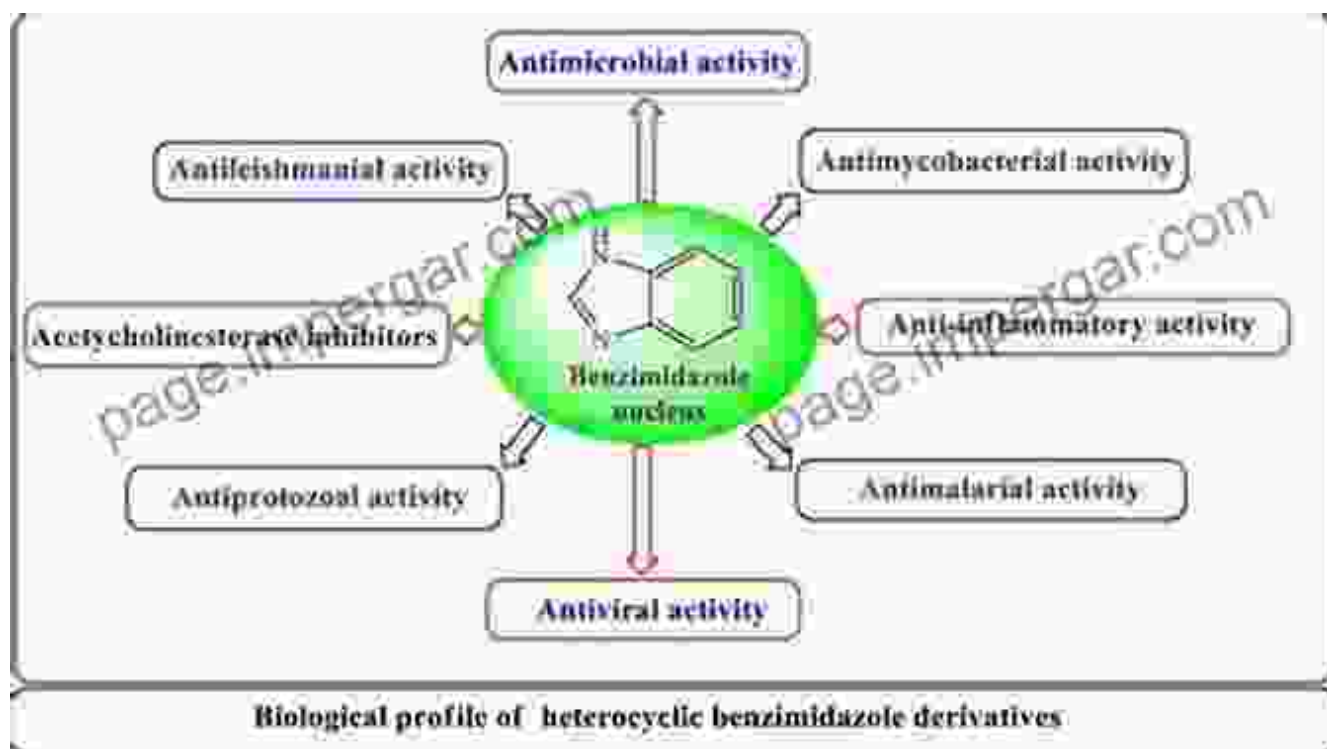 Antimicrobial activity
Antileishmanial activity
Antimycobacterial activity
Acetycholinesterase inhibitors
Anti-inflammatory activity
Benzimidazole
nucleus
Antiprotozoal activity
Antimalarial activity
Antiviral activity
Biological profile of heterocyclic benzimidazole derivatives
page.impergar.com
page.impergar.com